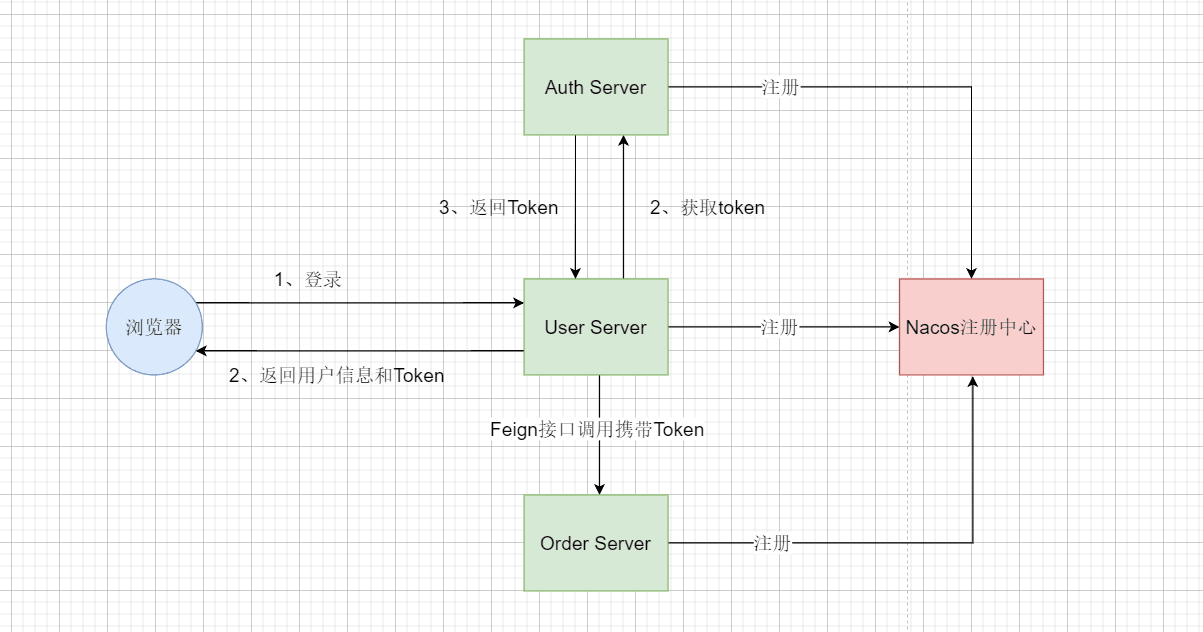 Auth Server
注册
3、返回Token
2、获取token
1、登录
浏览器
User Server
注册
Nacos注册中心
2、返回用户信息和Token
Feign接口调用携带Token
Order Server
注册